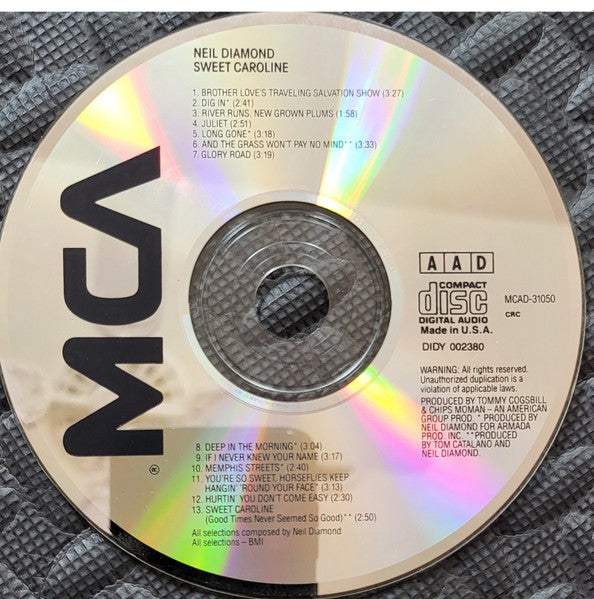 NEIL DIAMOND
SWEET CAROLINE
1. BROTHER LOVE'S TRAVELING SALVATION SHOW (3:27)
2. DIG IN* (2:41)
3. RIVER RUNS, NEW GROWN PLUMS (1:58)
4. JULIET (2:51)
5. LONG GONE* (3:18)
6. AND THE GRASS WON'T PAY NO MIND** (3:33)
7. GLORY ROAD (3:19)
MCA
®
AAD
COMPACT
disc
DIGITAL AUDIO
Made in U.S.A.
DIDY 002380
MCAD-31050
CRC
WARNING: All rights reserved.
Unauthorized duplication is a
violation of applicable laws.
PRODUCED BY TOMMY COGSBILL
& CHIPS MOMAN – AN AMERICAN
GROUP PROD. * PRODUCED BY
NEIL DIAMOND FOR ARMADA
PROD. INC. **PRODUCED
BY TOM CATALANO AND
NEIL DIAMOND.
8. DEEP IN THE MORNING* (3:04)
9. IF I NEVER KNEW YOUR NAME (3:17)
10. MEMPHIS STREETS* (2:40)
11. YOU'RE SO SWEET, HORSEFLIES KEEP
HANGIN' 'ROUND YOUR FACE* (3:13)
12. HURTIN' YOU DON'T COME EASY (2:30)
13. SWEET CAROLINE
(Good Times Never Seemed So Good)** (2:50)
All selections composed by Neil Diamond
All selections – BMI